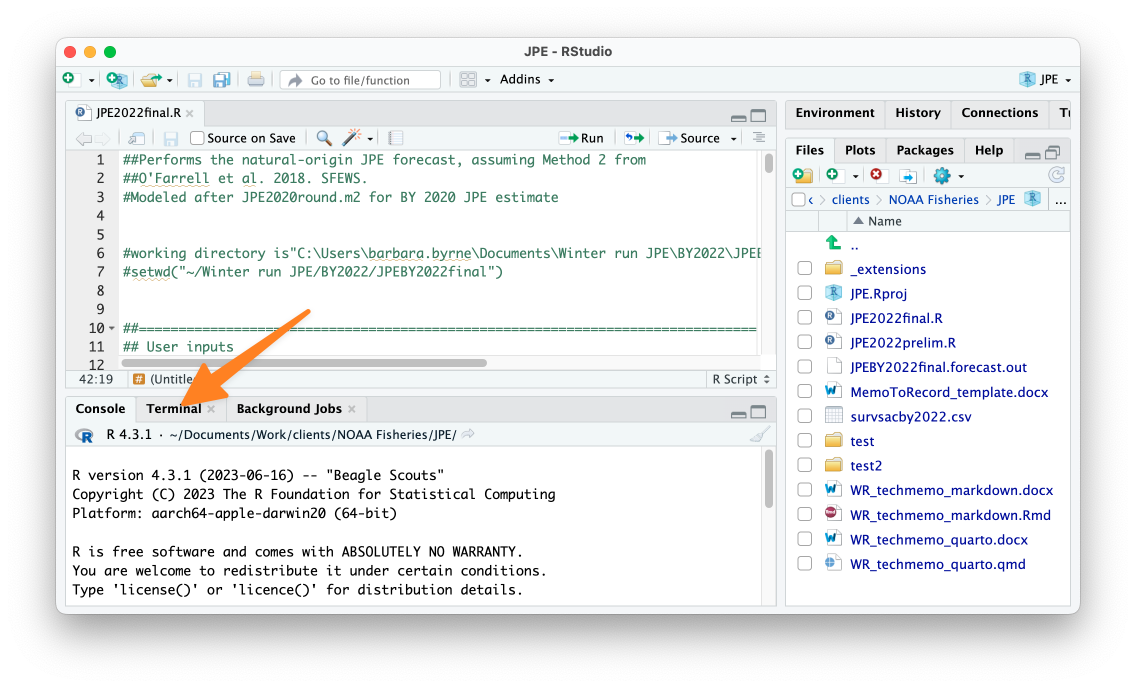 JPE - RStudio
Go to file/function
Addins
JPE
JPE2022final.R
Source on Save
Run
Source
1 ##Performs the natural-origin JPE forecast, assuming Method 2 from
2 ##O'Farrell et al. 2018. SFEWS.
3 #Modeled after JPE2020round.m2 for BY 2020 JPE estimate
4
5
6 #working directory is"C:\Users\barbara.byrne\Documents\Winter run JPE\BY2022\JPEB
7 #setwd("~/Winter run JPE/BY2022/JPEBY2022final")
8
9
10 ##==============================================================================
11 ## User inputs
12
42:19
# (Untitle
R Script
Console
Terminal
Background Jobs
R 4.3.1 · ~/Documents/Work/clients/NOAA Fisheries/JPE/
R version 4.3.1 (2023-06-16) -- "Beagle Scouts"
Copyright (C) 2023 The R Foundation for Statistical Computing
Platform: aarch64-apple-darwin20 (64-bit)
R is free software and comes with ABSOLUTELY NO WARRANTY.
You are welcome to redistribute it under certain conditions.
Type 'license()' or 'licence()' for distribution details.
Environment
History
Connections
Files
Plots
Packages
Help
clients
NOAA Fisheries
JPE
...
Name
..
_extensions
JPE.Rproj
JPE2022final.R
JPE2022prelim.R
JPEBY2022final.forecast.out
MemoToRecord_template.docx
survsacby2022.csv
test
test2
WR_techmemo_markdown.docx
WR_techmemo_markdown.Rmd
WR_techmemo_quarto.docx
WR_techmemo_quarto.qmd